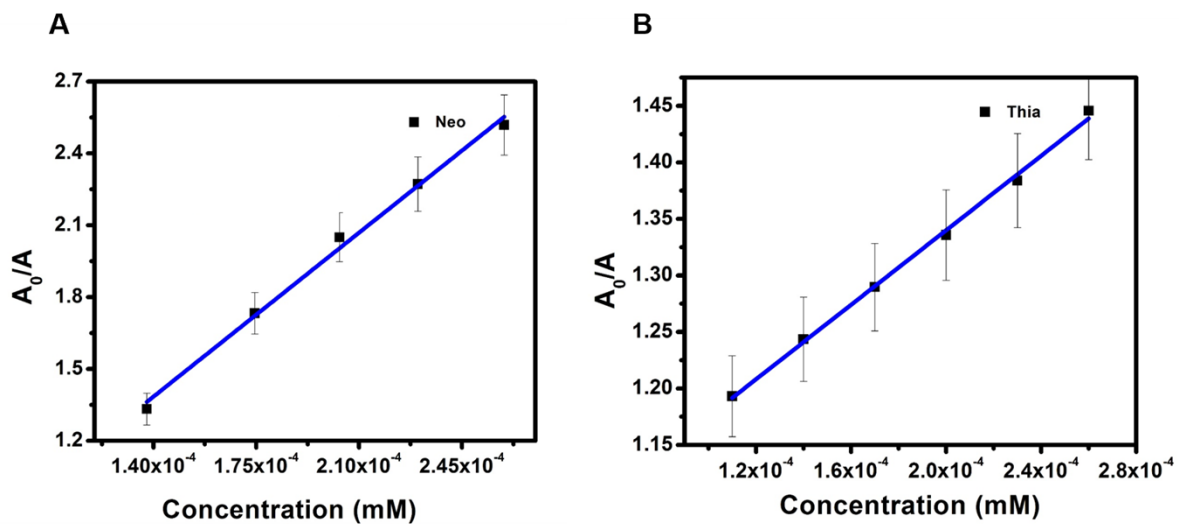 A
2.7
2.4
2.1
1.8
1.5
1.2
A₀/A
Neo
1.40x10⁻⁴ 1.75x10⁻⁴ 2.10x10⁻⁴ 2.45x10⁻⁴
Concentration (mM)
B
1.45
1.40
1.35
1.30
1.25
1.20
1.15
A₀/A
Thia
1.2x10⁻⁴ 1.6x10⁻⁴ 2.0x10⁻⁴ 2.4x10⁻⁴ 2.8x10⁻⁴
Concentration (mM)